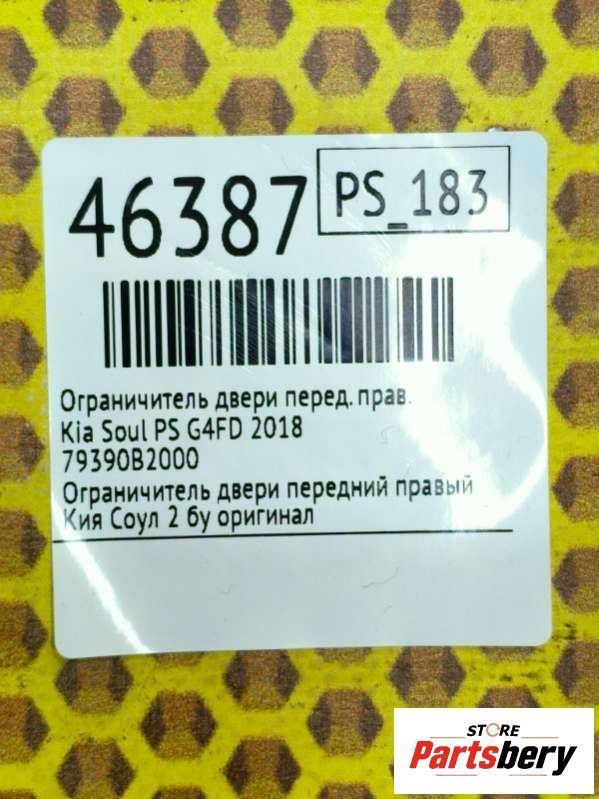 46387
PS_183
Ограничитель двери перед. прав.
Kia Soul PS G4FD 2018
79390B2000
Ограничитель двери передний правый
Кия Соул 2 бу оригинал
STORE
Partsbery